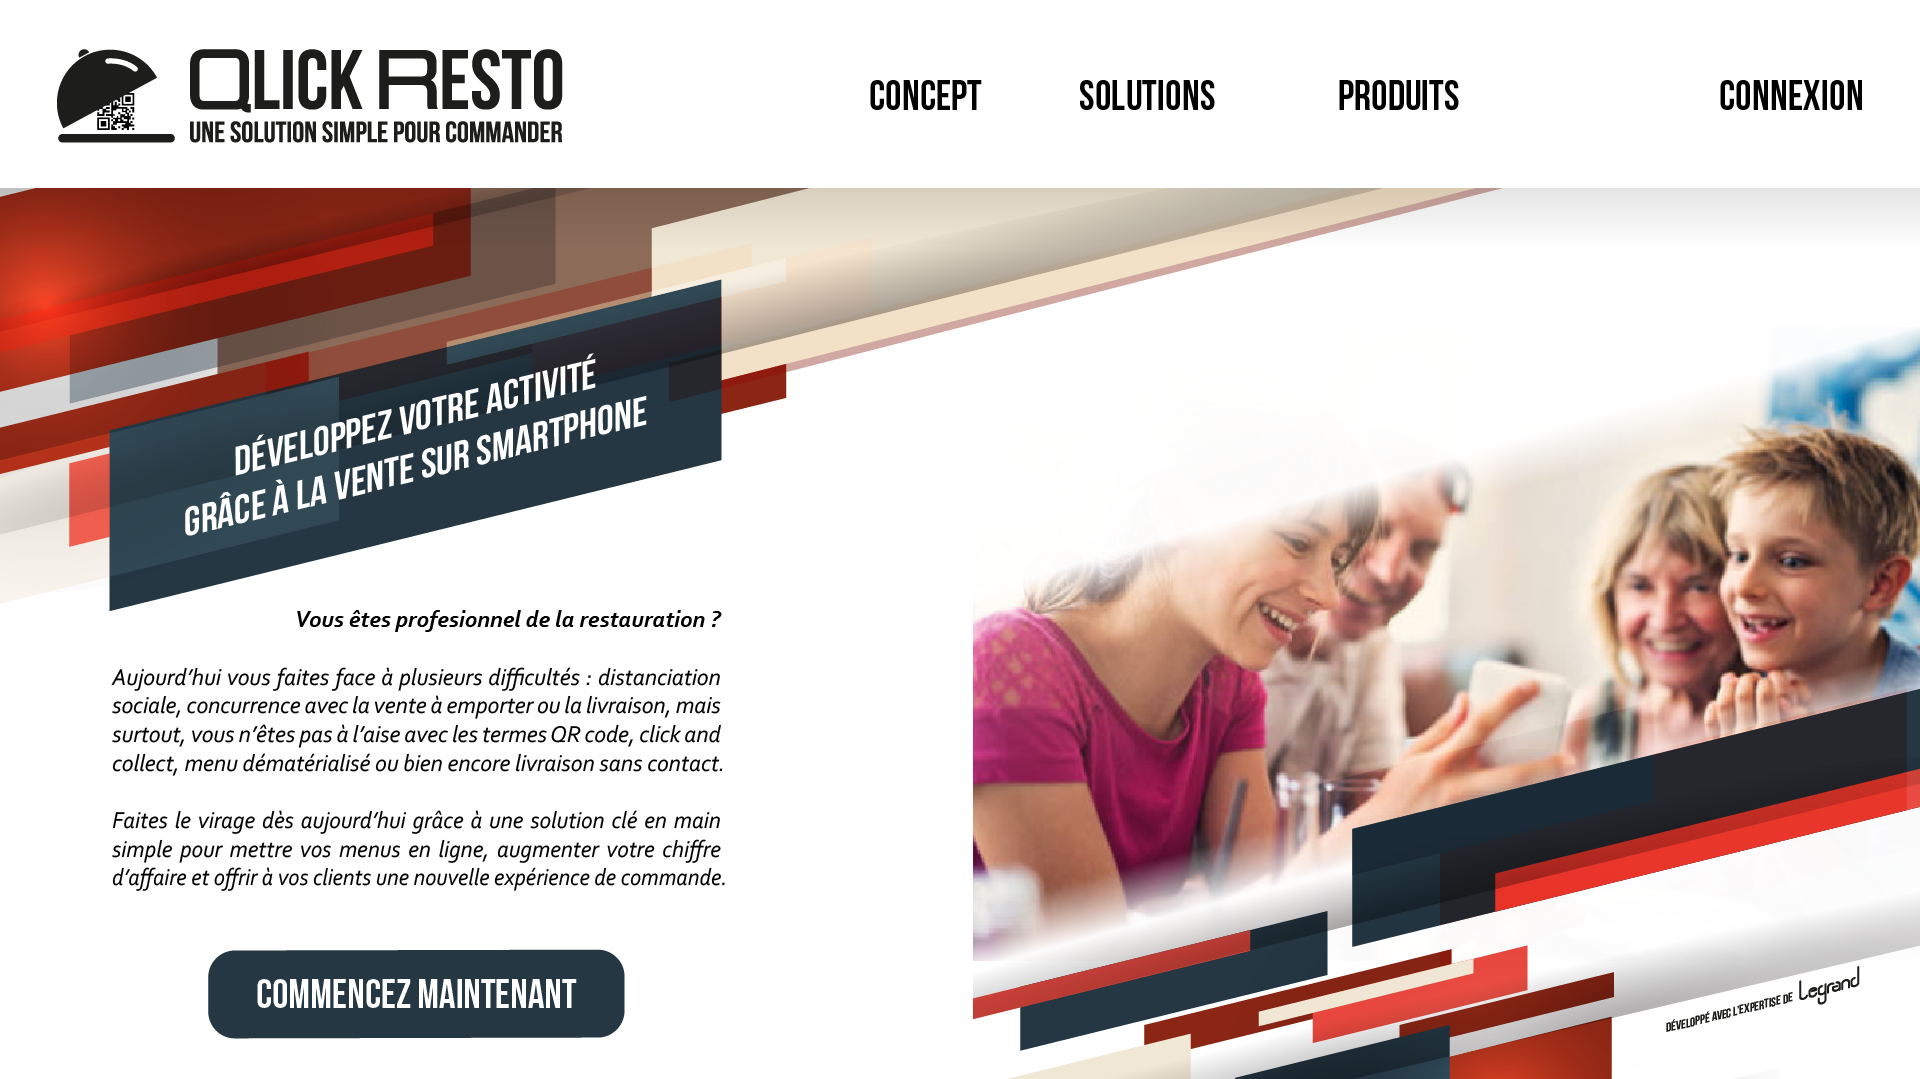 QLICK RESTO
UNE SOLUTION SIMPLE POUR COMMANDER
CONCEPT
SOLUTIONS
PRODUITS
CONNEXION
DÉVELOPPEZ VOTRE ACTIVITÉ
GRÂCE À LA VENTE SUR SMARTPHONE
Vous êtes profesionnel de la restauration ?
Aujourd'hui vous faites face à plusieurs difficultés : distanciation
sociale, concurrence avec la vente à emporter ou la livraison, mais
surtout, vous n'êtes pas à l'aise avec les termes QR code, click and
collect, menu dématérialisé ou bien encore livraison sans contact.
Faites le virage dès aujourd'hui grâce à une solution clé en main
simple pour mettre vos menus en ligne, augmenter votre chiffre
d'affaire et offrir à vos clients une nouvelle expérience de commande.
COMMENCEZ MAINTENANT
DÉVELOPPÉ AVEC L'EXPERTISE DE Legrand